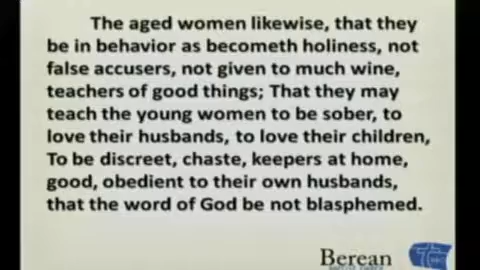 The aged women likewise, that they
be in behavior as becometh holiness, not
false accusers, not given to much wine,
teachers of good things; That they may
teach the young women to be sober, to
love their husbands, to love their children,
To be discreet, chaste, keepers at home,
good, obedient to their own husbands,
that the word of God be not blasphemed.
Berean